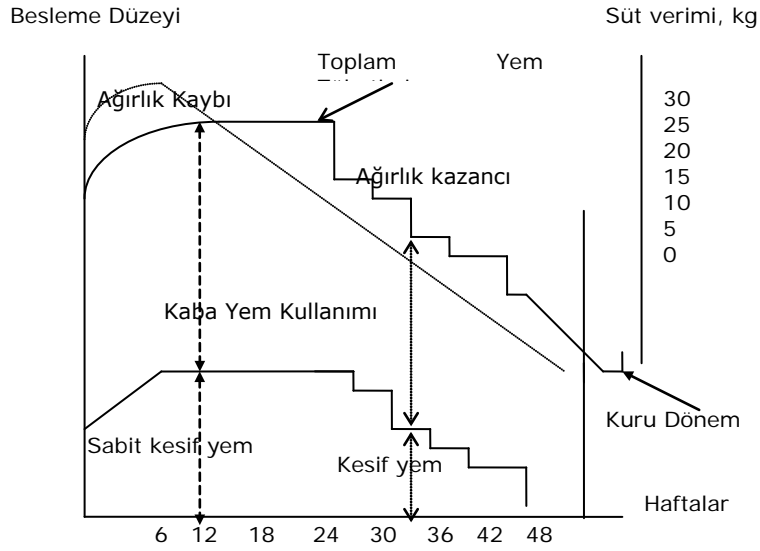 Besleme Düzeyi
Süt verimi, kg
Toplam Yem
Ağırlık Kaybı
30
25
20
15
10
5
0
Ağırlık kazancı
Kaba Yem Kullanımı
Kuru Dönem
Sabit kesif yem
Kesif yem
Haftalar
6 12 18 24 30 36 42 48